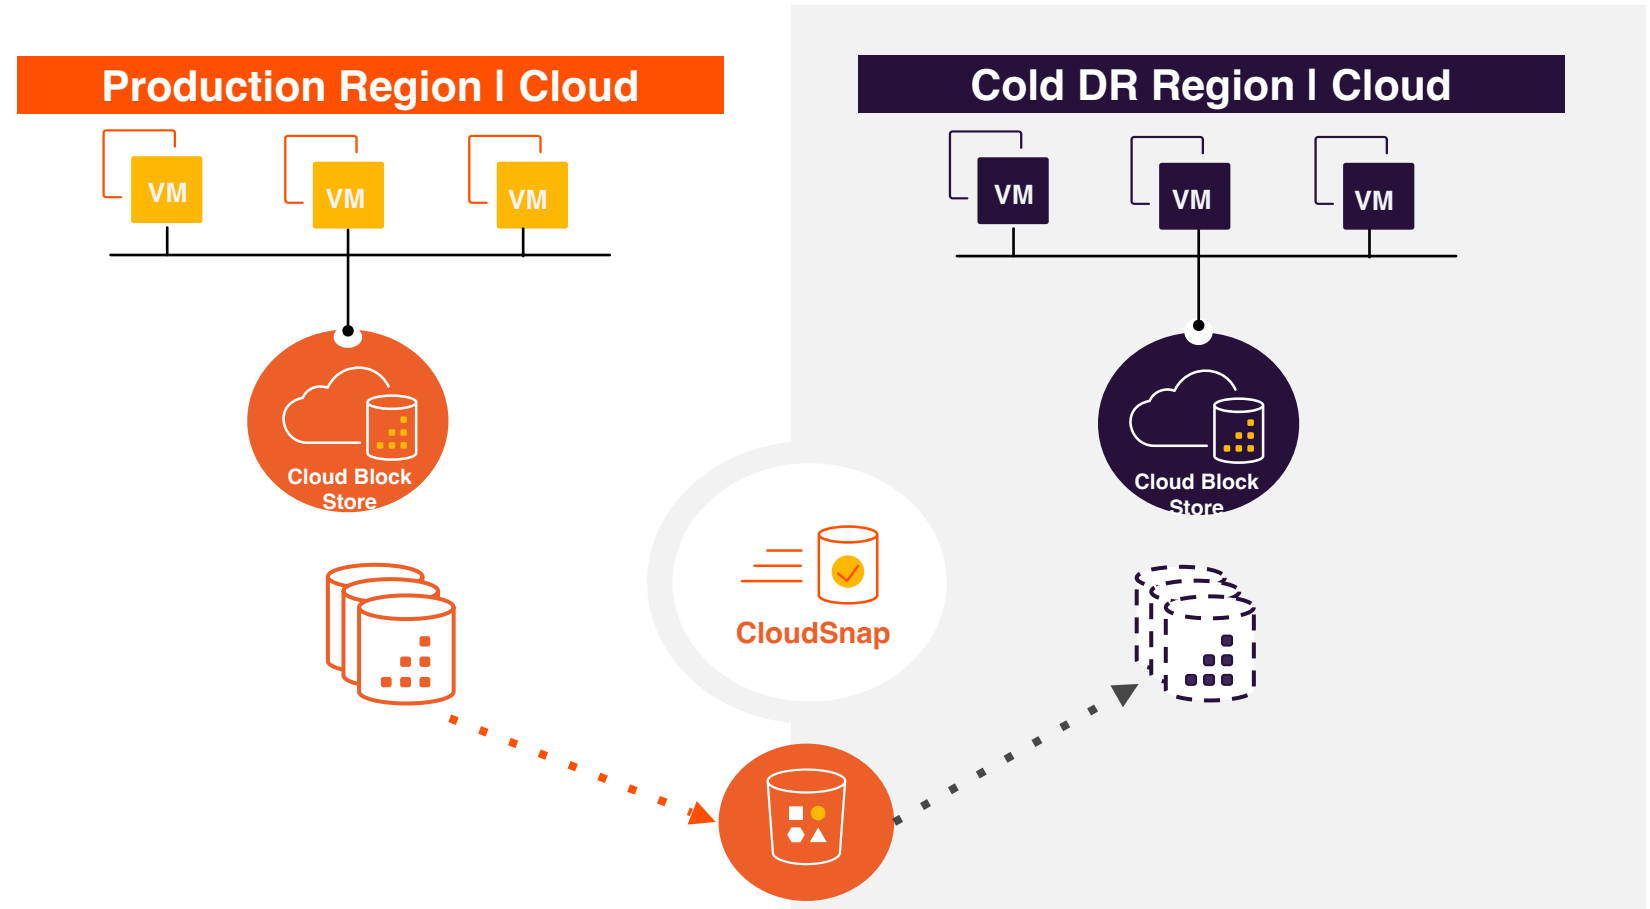 Production Region | Cloud
Cold DR Region | Cloud
VM
VM
VM
VM
VM
VM
Cloud Block
Store
Cloud Block
Store
CloudSnap